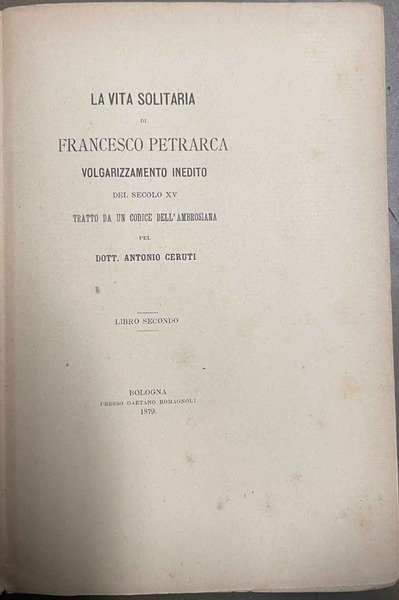 LA VITA SOLITARIA
DI
FRANCESCO PETRARCA
VOLGARIZZAMENTO INEDITO
DEL SECOLO XV
TRATTO DA UN CODICE DELL'AMBROSIANA
PEL
DOTT. ANTONIO CERUTI
LIBRO SECONDO
BOLOGNA
PRESSO GAETANO ROMAGNOLI
1879.